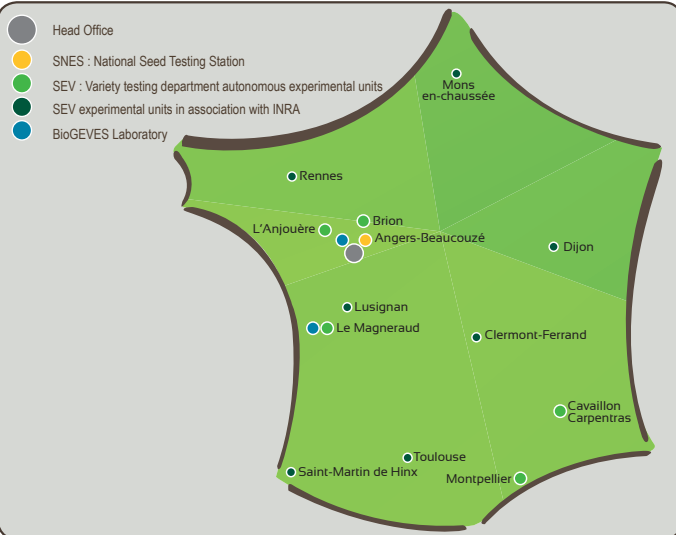 Head Office
SNES : National Seed Testing Station
SEV : Variety testing department autonomous experimental units
SEV experimental units in association with INRA
BioGEVES Laboratory
Mons
en-chaussée
Rennes
Brion
L'Anjouère
Angers-Beaucouzé
Dijon
Lusignan
Le Magneraud
Clermont-Ferrand
Cavaillon
Carpentras
Toulouse
Saint-Martin de Hinx
Montpellier